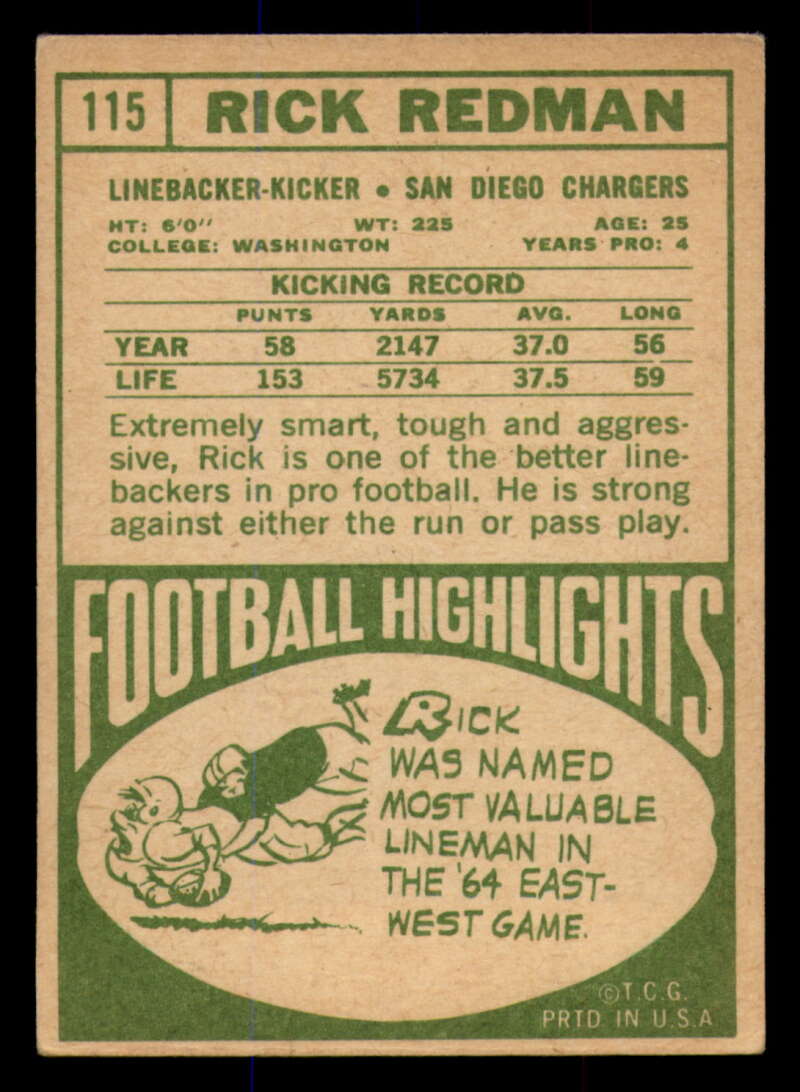 115 RICK REDMAN
LINEBACKER-KICKER • SAN DIEGO CHARGERS
HT: 6'0" WT: 225 AGE: 25
COLLEGE: WASHINGTON YEARS PRO: 4
KICKING RECORD
PUNTS YARDS AVG. LONG
YEAR 58 2147 37.0 56
LIFE 153 5734 37.5 59
Extremely smart, tough and aggres-
sive, Rick is one of the better line-
backers in pro football. He is strong
against either the run or pass play.
FOOTBALL HIGHLIGHTS
RICK
WAS NAMED
MOST VALUABLE
LINEMAN IN
THE '64 EAST-
WEST GAME.
©T.C.G.
PRTD IN U.S.A